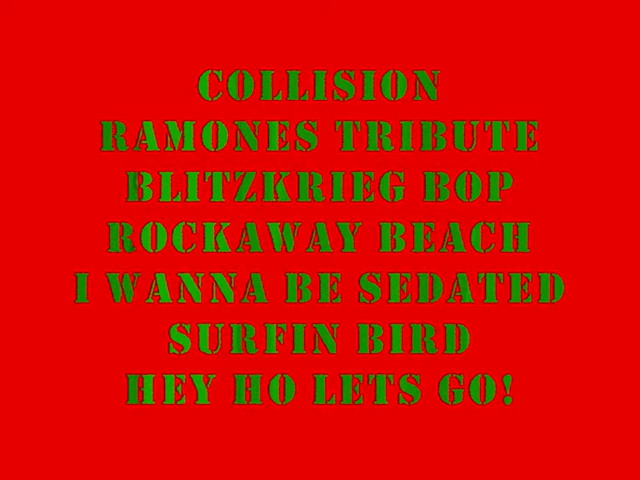 COLLISION
RAMONES TRIBUTE
BLITZKRIEG BOP
ROCKAWAY BEACH
I WANNA BE SEDATED
SURFIN BIRD
HEY HO LETS GO!